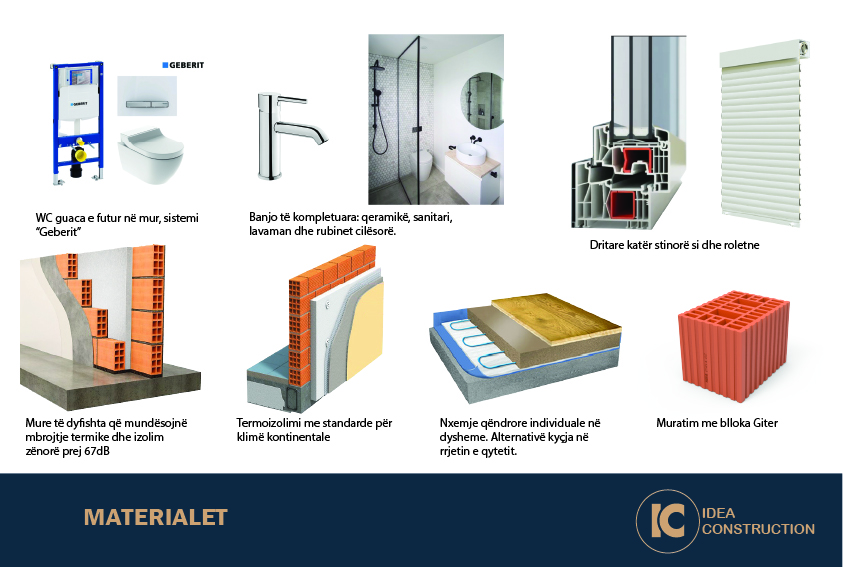 GEBERIT
GEBERIT
WC guaca e futur në mur, sistemi
“Geberit”
Banjo të kompletuara: qeramikë, sanitari,
lavaman dhe rubinet cilësorë.
Dritare katër stinorë si dhe roletne
Mure të dyfishta që mundësojnë
mbrojtje termike dhe izolim
zënorë prej 67dB
Termoizolimi me standarde për
klimë kontinentale
Nxemje qëndrore individuale në
dysheme. Alternativë kyçja në
rrjetin e qytetit.
Muratim me blloka Giter
MATERIALET
IC
IDEA
CONSTRUCTION